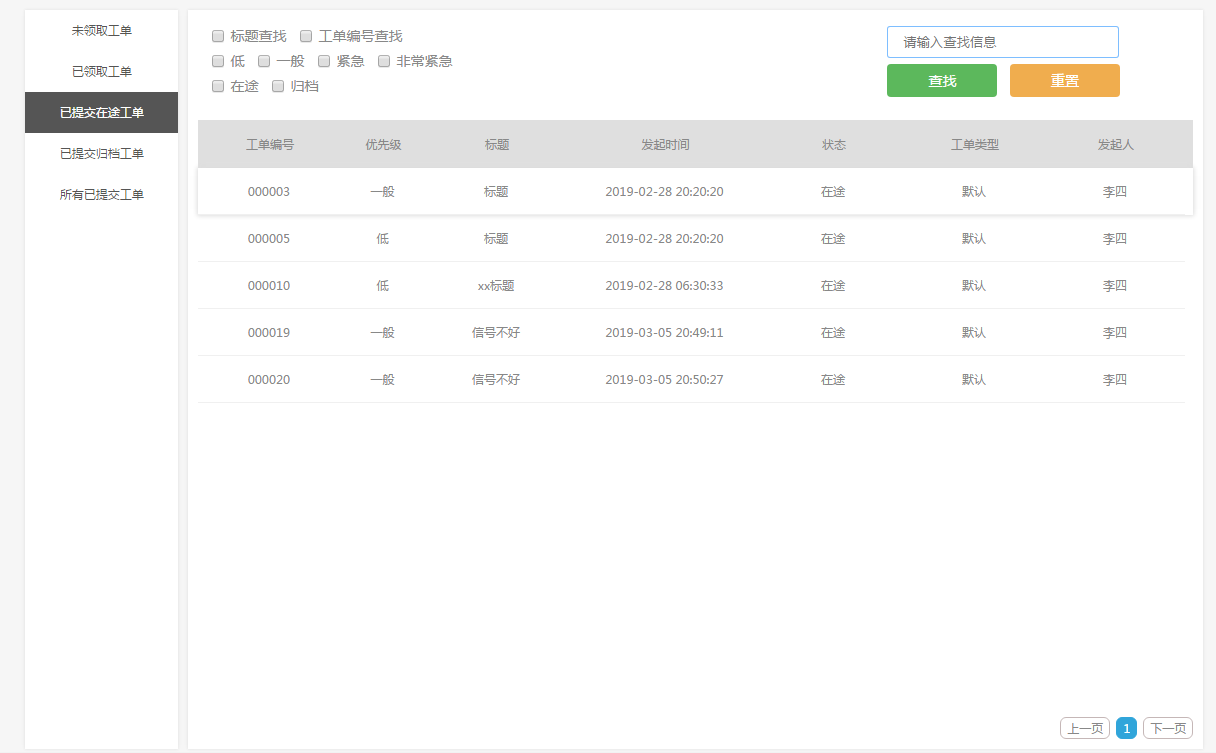 未领取工单
已领取工单
已提交在途工单
已提交归档工单
所有已提交工单
标题查找 工单编号查找
低 一般 紧急 非常紧急
在途 归档
请输入查找信息
查找 重置
工单编号 优先级 标题 发起时间 状态 工单类型 发起人
000003 一般 标题 2019-02-28 20:20:20 在途 默认 李四
000005 低 标题 2019-02-28 20:20:20 在途 默认 李四
000010 低 xx标题 2019-02-28 06:30:33 在途 默认 李四
000019 一般 信号不好 2019-03-05 20:49:11 在途 默认 李四
000020 一般 信号不好 2019-03-05 20:50:27 在途 默认 李四
上一页 1 下一页